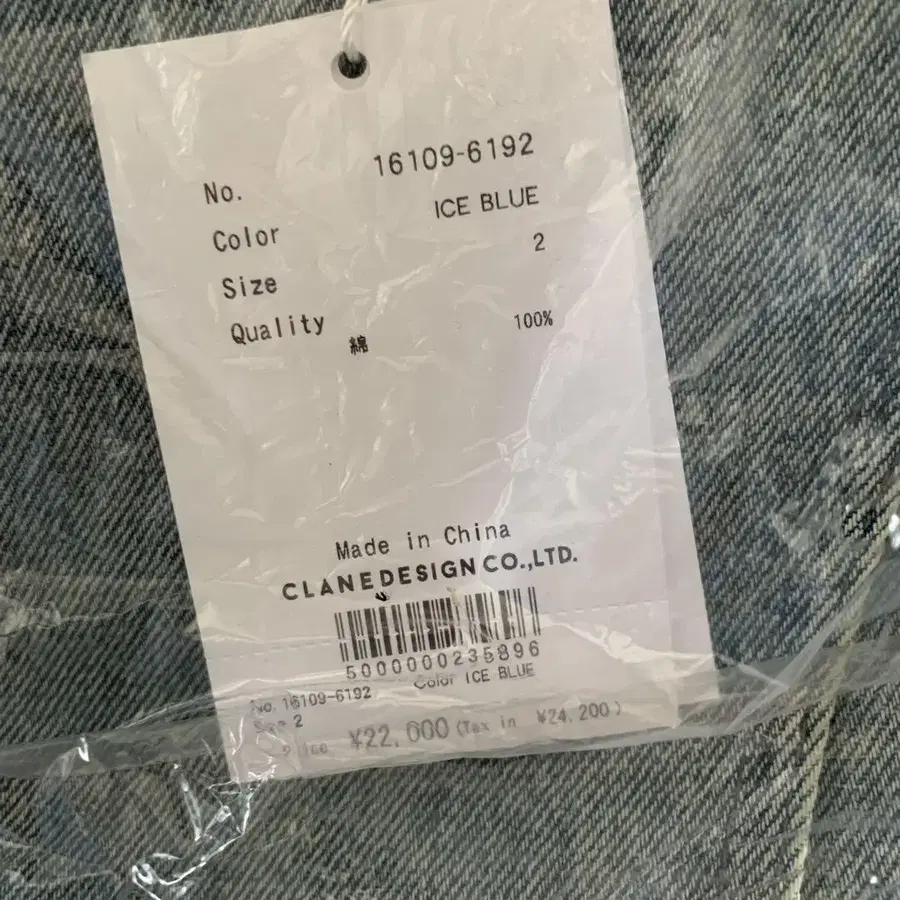 No. 16109-6192
Color ICE BLUE
Size 2
Quality
綿 100%
Made in China
CLANE DESIGN CO.,LTD.
5000000235896
No. 16109-6192 Color ICE BLUE
2
¥22,000 (Tax in ¥24,200)